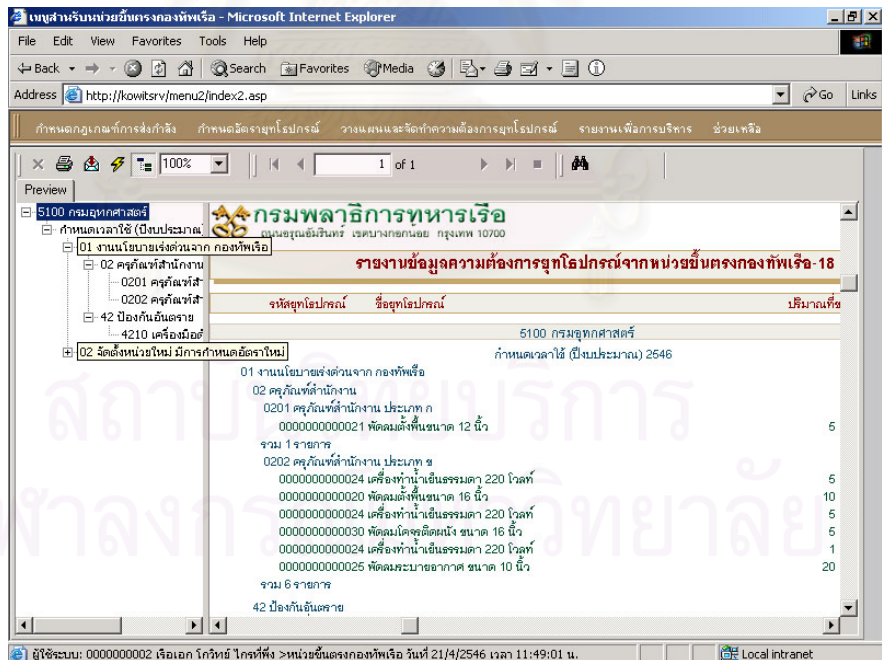 เมนูสำหรับหน่วยขึ้นตรงกองทัพเรือ - Microsoft Internet Explorer
File Edit View Favorites Tools Help
Back Search Favorites Media
Address http://kowitsrv/menu2/index2.asp Go Links
กำหนดกฎเกณฑ์การส่งกำลัง กำหนดอัตรายุทโธปกรณ์ วางแผนและจัดทำความต้องการยุทโธปกรณ์ รายงานเพื่อการบริหาร ช่วยเหลือ
100% 1 of 1
Preview
5100 กรมอุทกศาสตร์
กำหนดเวลาใช้ (ปีงบประมาณ)
01 งานนโยบายเร่งด่วนจาก กองทัพเรือ
02 ครุภัณฑ์สำนักงาน
0201 ครุภัณฑ์ส
0202 ครุภัณฑ์ส
42 ป้องกันอันตราย
4210 เครื่องมือด
02 จัดตั้งหน่วยใหม่ มีการกำหนดอัตราใหม่
กรมพลาธิการทหารเรือ
ถนนอรุณอัมรินทร์ เขตบางกอกน้อย กรุงเทพ 10700
รายงานข้อมูลความต้องการยุทโธปกรณ์จากหน่วยขึ้นตรงกองทัพเรือ-18
รหัสยุทโธปกรณ์ ชื่อยุทโธปกรณ์ ปริมาณที่ข
5100 กรมอุทกศาสตร์
กำหนดเวลาใช้ (ปีงบประมาณ) 2546
01 งานนโยบายเร่งด่วนจาก กองทัพเรือ
02 ครุภัณฑ์สำนักงาน
0201 ครุภัณฑ์สำนักงาน ประเภท ก
0000000000021 พัดลมตั้งพื้นขนาด 12 นิ้ว 5
รวม 1 รายการ
0202 ครุภัณฑ์สำนักงาน ประเภท ข
0000000000024 เครื่องทำน้ำเย็นธรรมดา 220 โวลท์ 5
0000000000020 พัดลมตั้งพื้นขนาด 16 นิ้ว 10
0000000000024 เครื่องทำน้ำเย็นธรรมดา 220 โวลท์ 5
0000000000030 พัดลมโคจรติดผนัง ขนาด 16 นิ้ว 5
0000000000024 เครื่องทำน้ำเย็นธรรมดา 220 โวลท์ 1
0000000000025 พัดลมระบายอากาศ ขนาด 10 นิ้ว 20
รวม 6 รายการ
42 ป้องกันอันตราย
ผู้ใช้ระบบ: 0000000002 เรือเอก โกวิทย์ ไกรที่พึ่ง >หน่วยขึ้นตรงกองทัพเรือ วันที่ 21/4/2546 เวลา 11:49:01 น. Local intranet
สถาบันวิทยบริการ
จุฬาลงกรณ์มหาวิทยาลัย